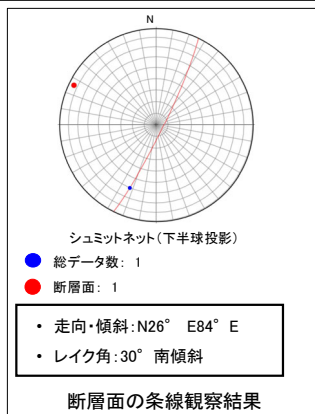 N
シュミットネット(下半球投影)
総データ数: 1
断層面: 1
• 走向・傾斜:N26° E84° E
• レイク角:30° 南傾斜
断層面の条線観察結果